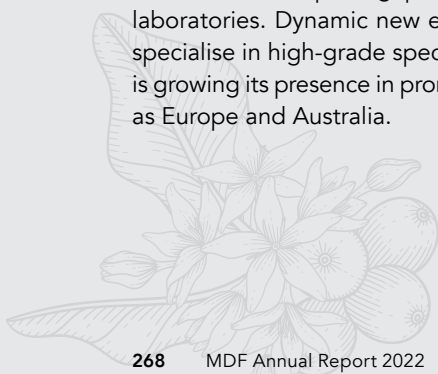 laboratories. Dynamic new e
specialise in high-grade spec
is growing its presence in pro
as Europe and Australia.
268 MDF Annual Report 2022